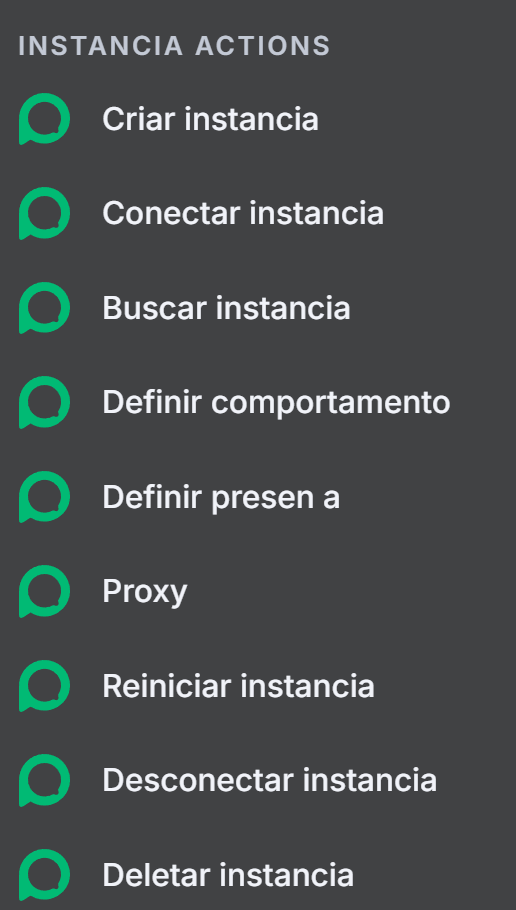 INSTANCIA ACTIONS
Criar instancia
Conectar instancia
Buscar instancia
Definir comportamento
Definir presen a
Proxy
Reiniciar instancia
Desconectar instancia
Deletar instancia